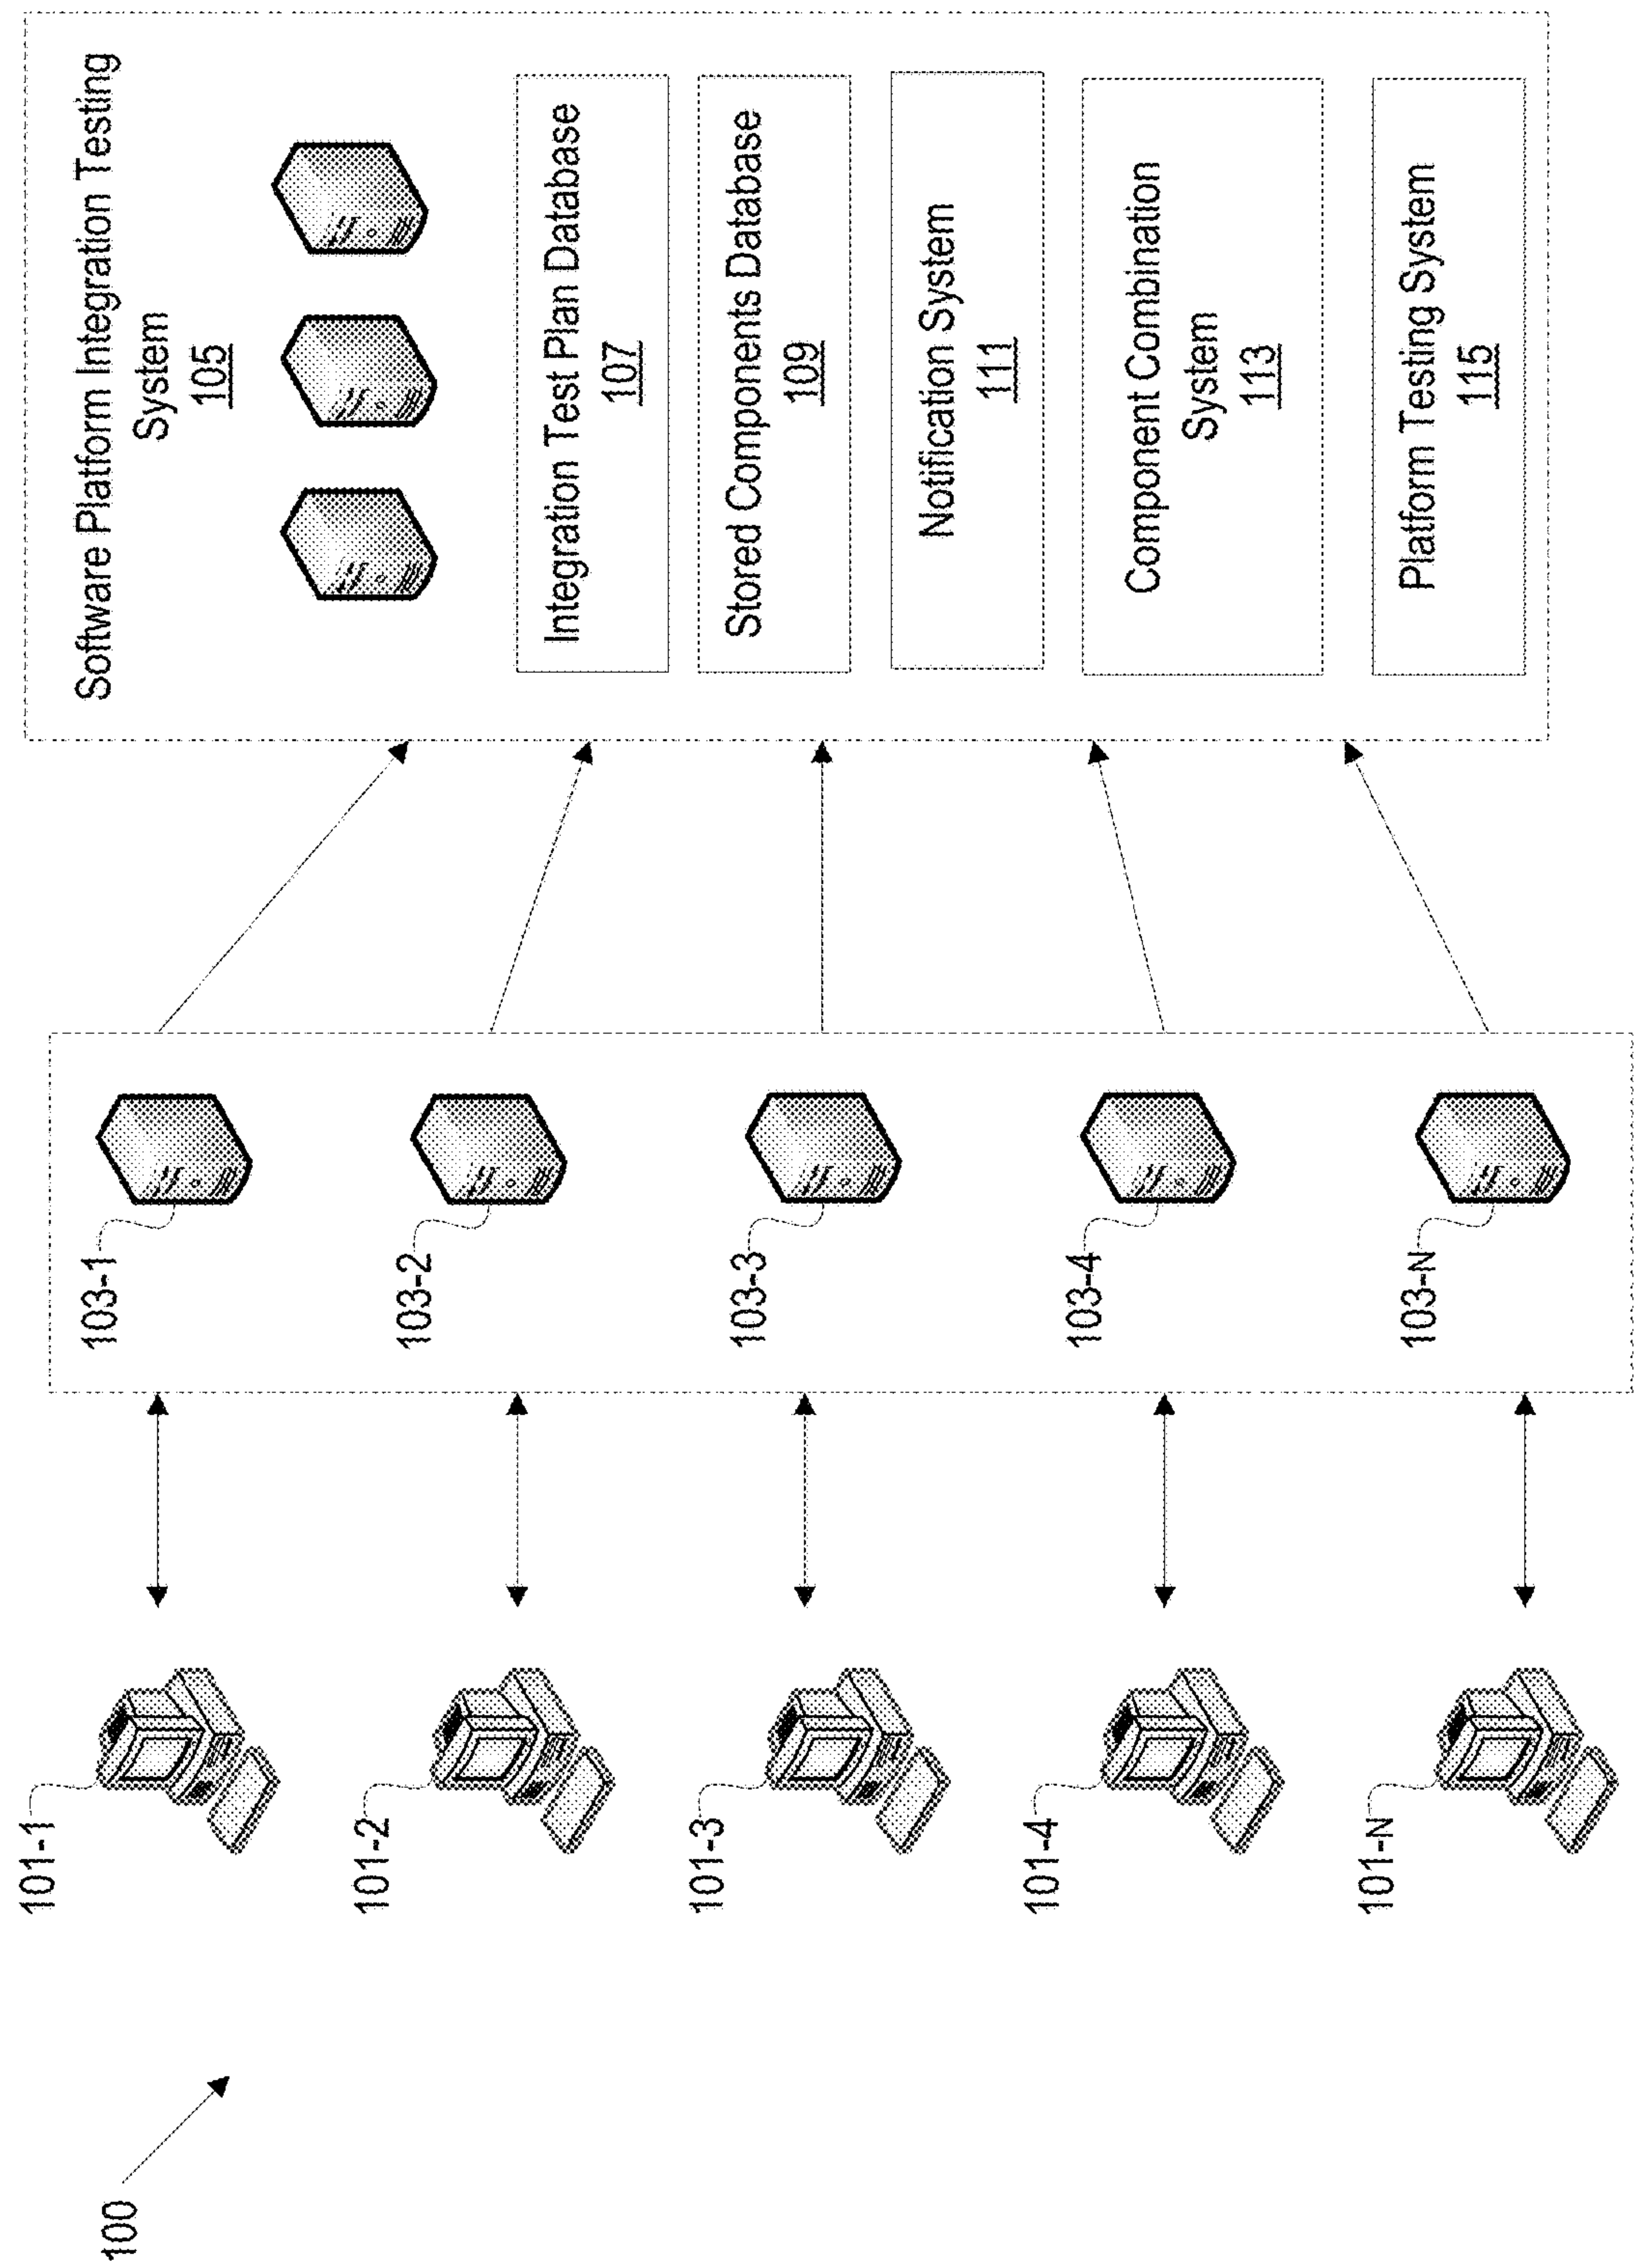 100
101-1
101-2
101-3
101-4
101-N
103-1
103-2
103-3
103-4
103-N
Software Platform Integration Testing
System
105
Integration Test Plan Database
107
Stored Components Database
109
Notification System
111
Component Combination
System
113
Platform Testing System
115